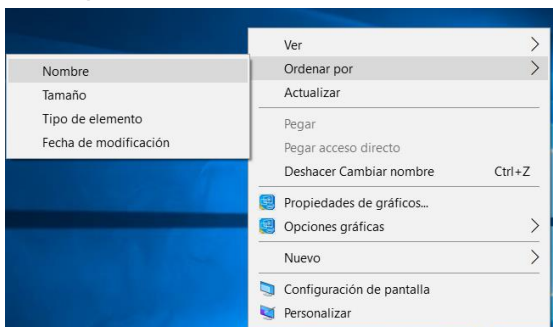 Ver
Ordenar por
Actualizar
Pegar
Pegar acceso directo
Deshacer Cambiar nombre Ctrl+Z
Propiedades de gráficos...
Opciones gráficas
Nuevo
Configuración de pantalla
Personalizar
Nombre
Tamaño
Tipo de elemento
Fecha de modificación